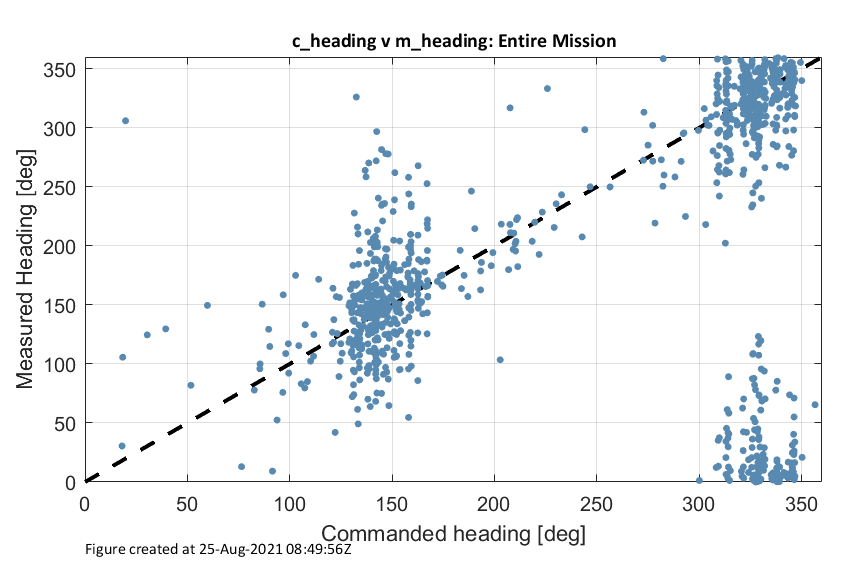 c_heading v m_heading: Entire Mission
Measured Heading [deg]
350
300
250
200
150
100
50
0
0 50 100 150 200 250 300 350
Commanded heading [deg]
Figure created at 25-Aug-2021 08:49:56Z